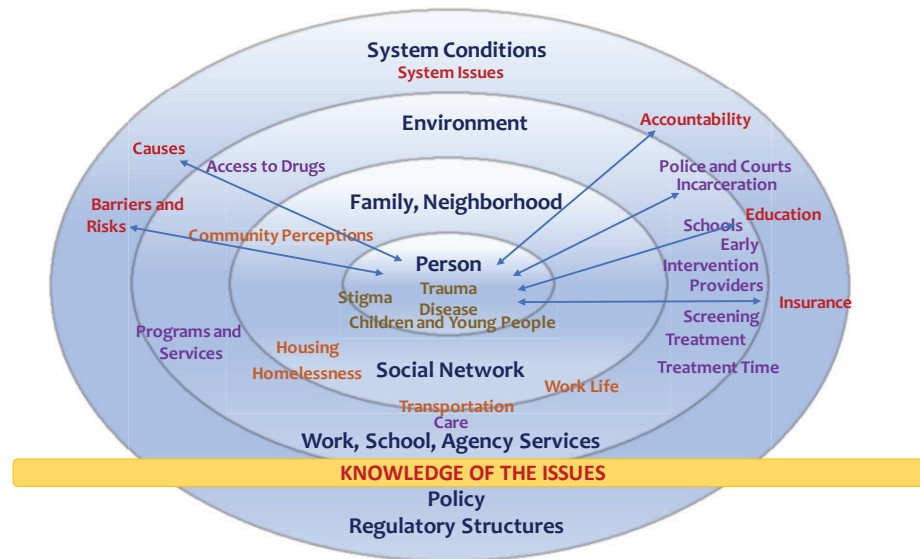 System Conditions
System Issues
Environment
Accountability
Causes
Access to Drugs
Police and Courts
Incarceration
Family, Neighborhood
Barriers and
Risks
Education
Schools
Community Perceptions
Early
Intervention
Providers
Person
Trauma
Stigma
Disease
Children and Young People
Insurance
Screening
Programs and
Services
Treatment
Housing
Homelessness
Social Network
Treatment Time
Work Life
Transportation
Care
Work, School, Agency Services
KNOWLEDGE OF THE ISSUES
Policy
Regulatory Structures